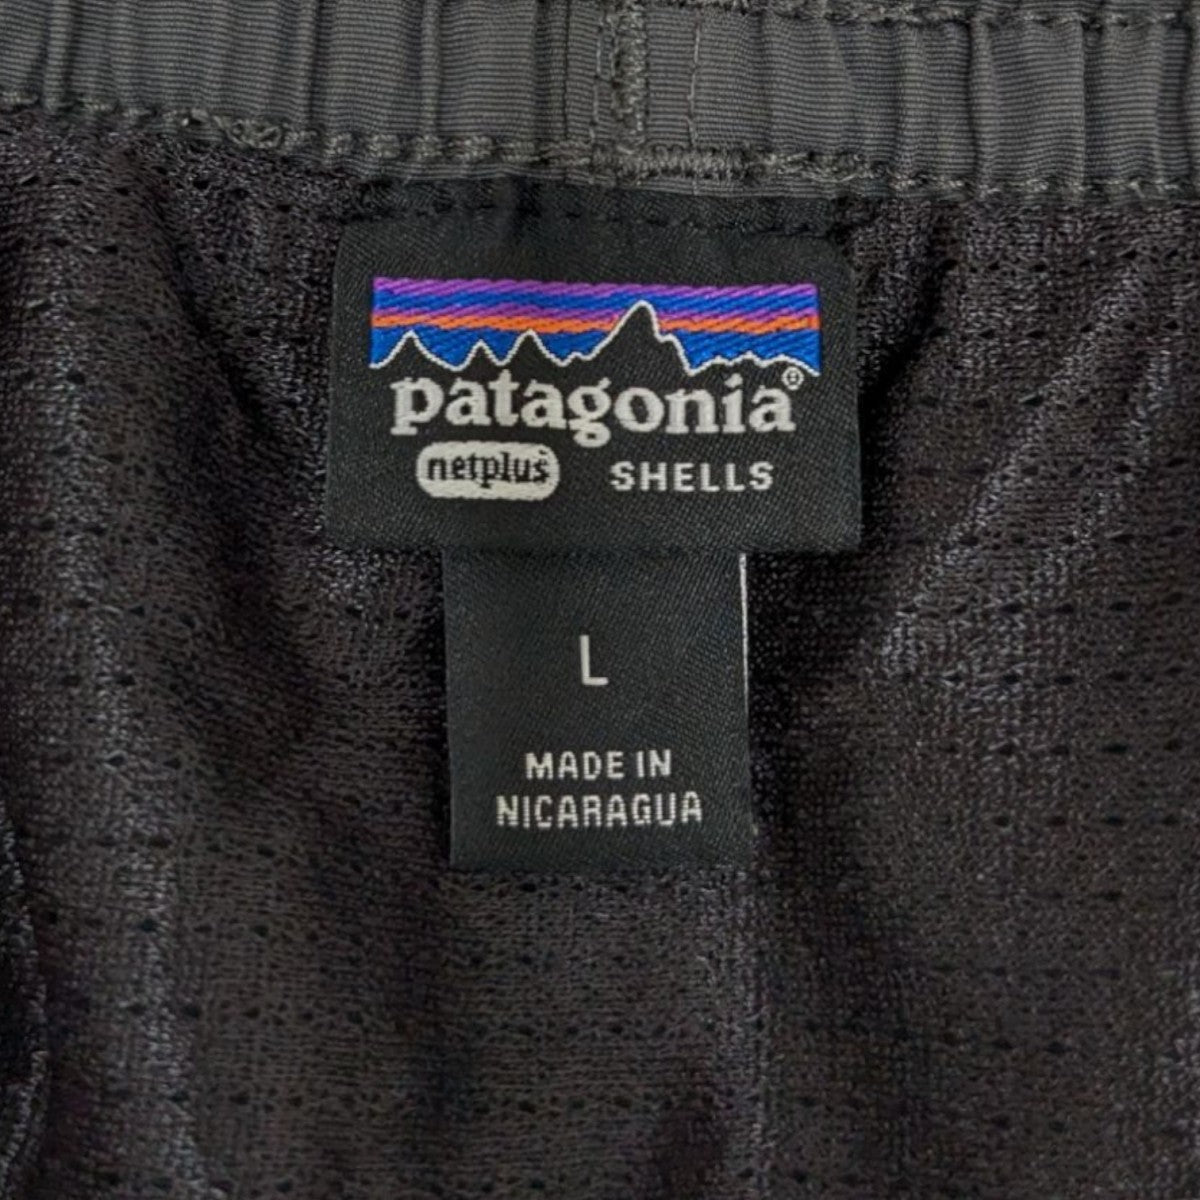 patagonia®
netplus® SHELLS
L
MADE IN
NICARAGUA